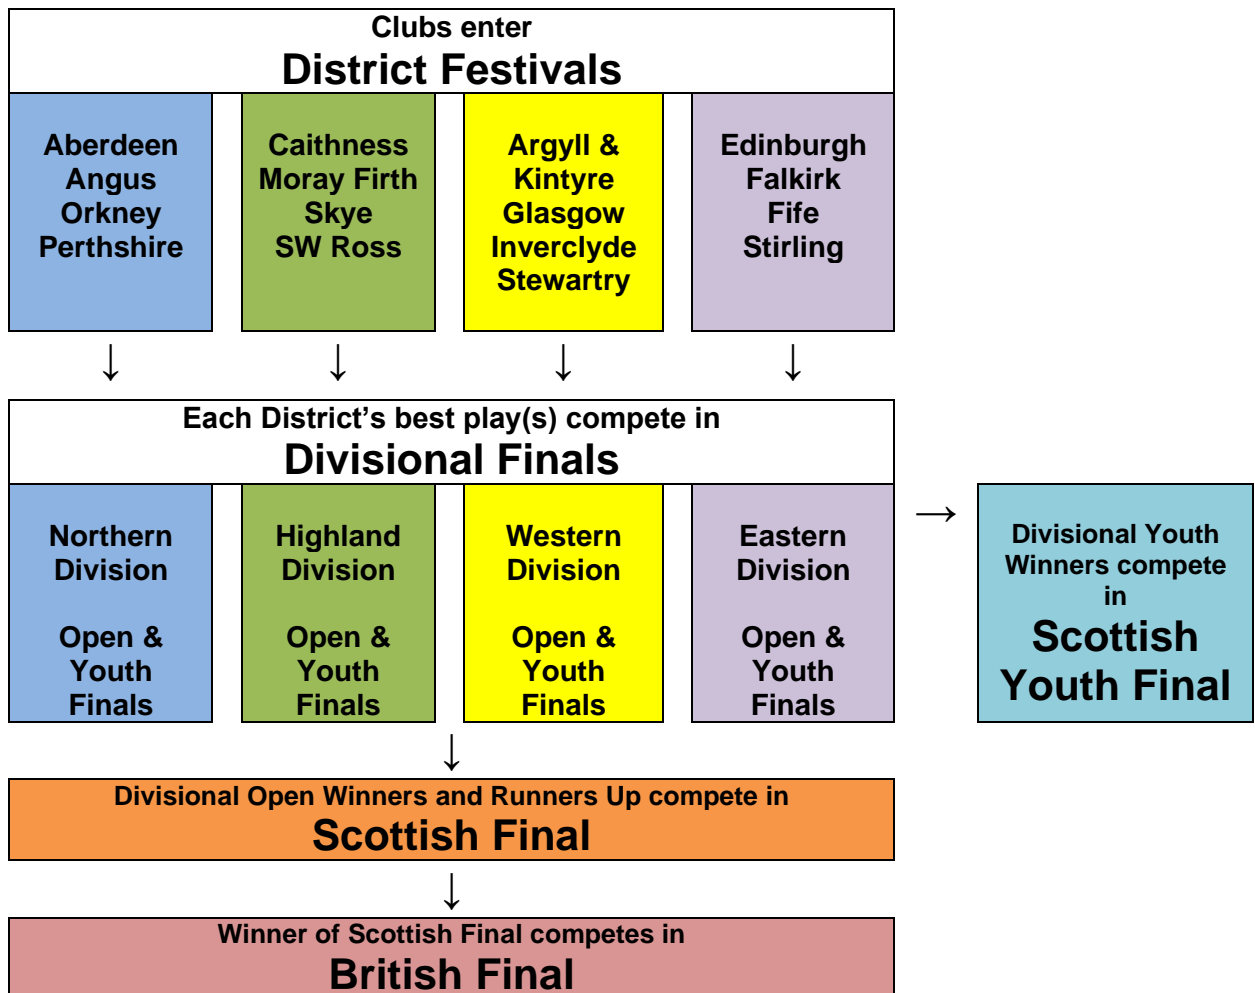 Clubs enter
District Festivals
Aberdeen
Angus
Orkney
Perthshire
Caithness
Moray Firth
Skye
SW Ross
Argyll &
Kintyre
Glasgow
Inverclyde
Stewartry
Edinburgh
Falkirk
Fife
Stirling
↓ ↓ ↓ ↓
Each District’s best play(s) compete in
Divisional Finals
Northern
Division
Open &
Youth
Finals
Highland
Division
Open &
Youth
Finals
Western
Division
Open &
Youth
Finals
Eastern
Division
Open &
Youth
Finals
→
Divisional Youth
Winners compete
in
Scottish
Youth Final
↓
Divisional Open Winners and Runners Up compete in
Scottish Final
↓
Winner of Scottish Final competes in
British Final